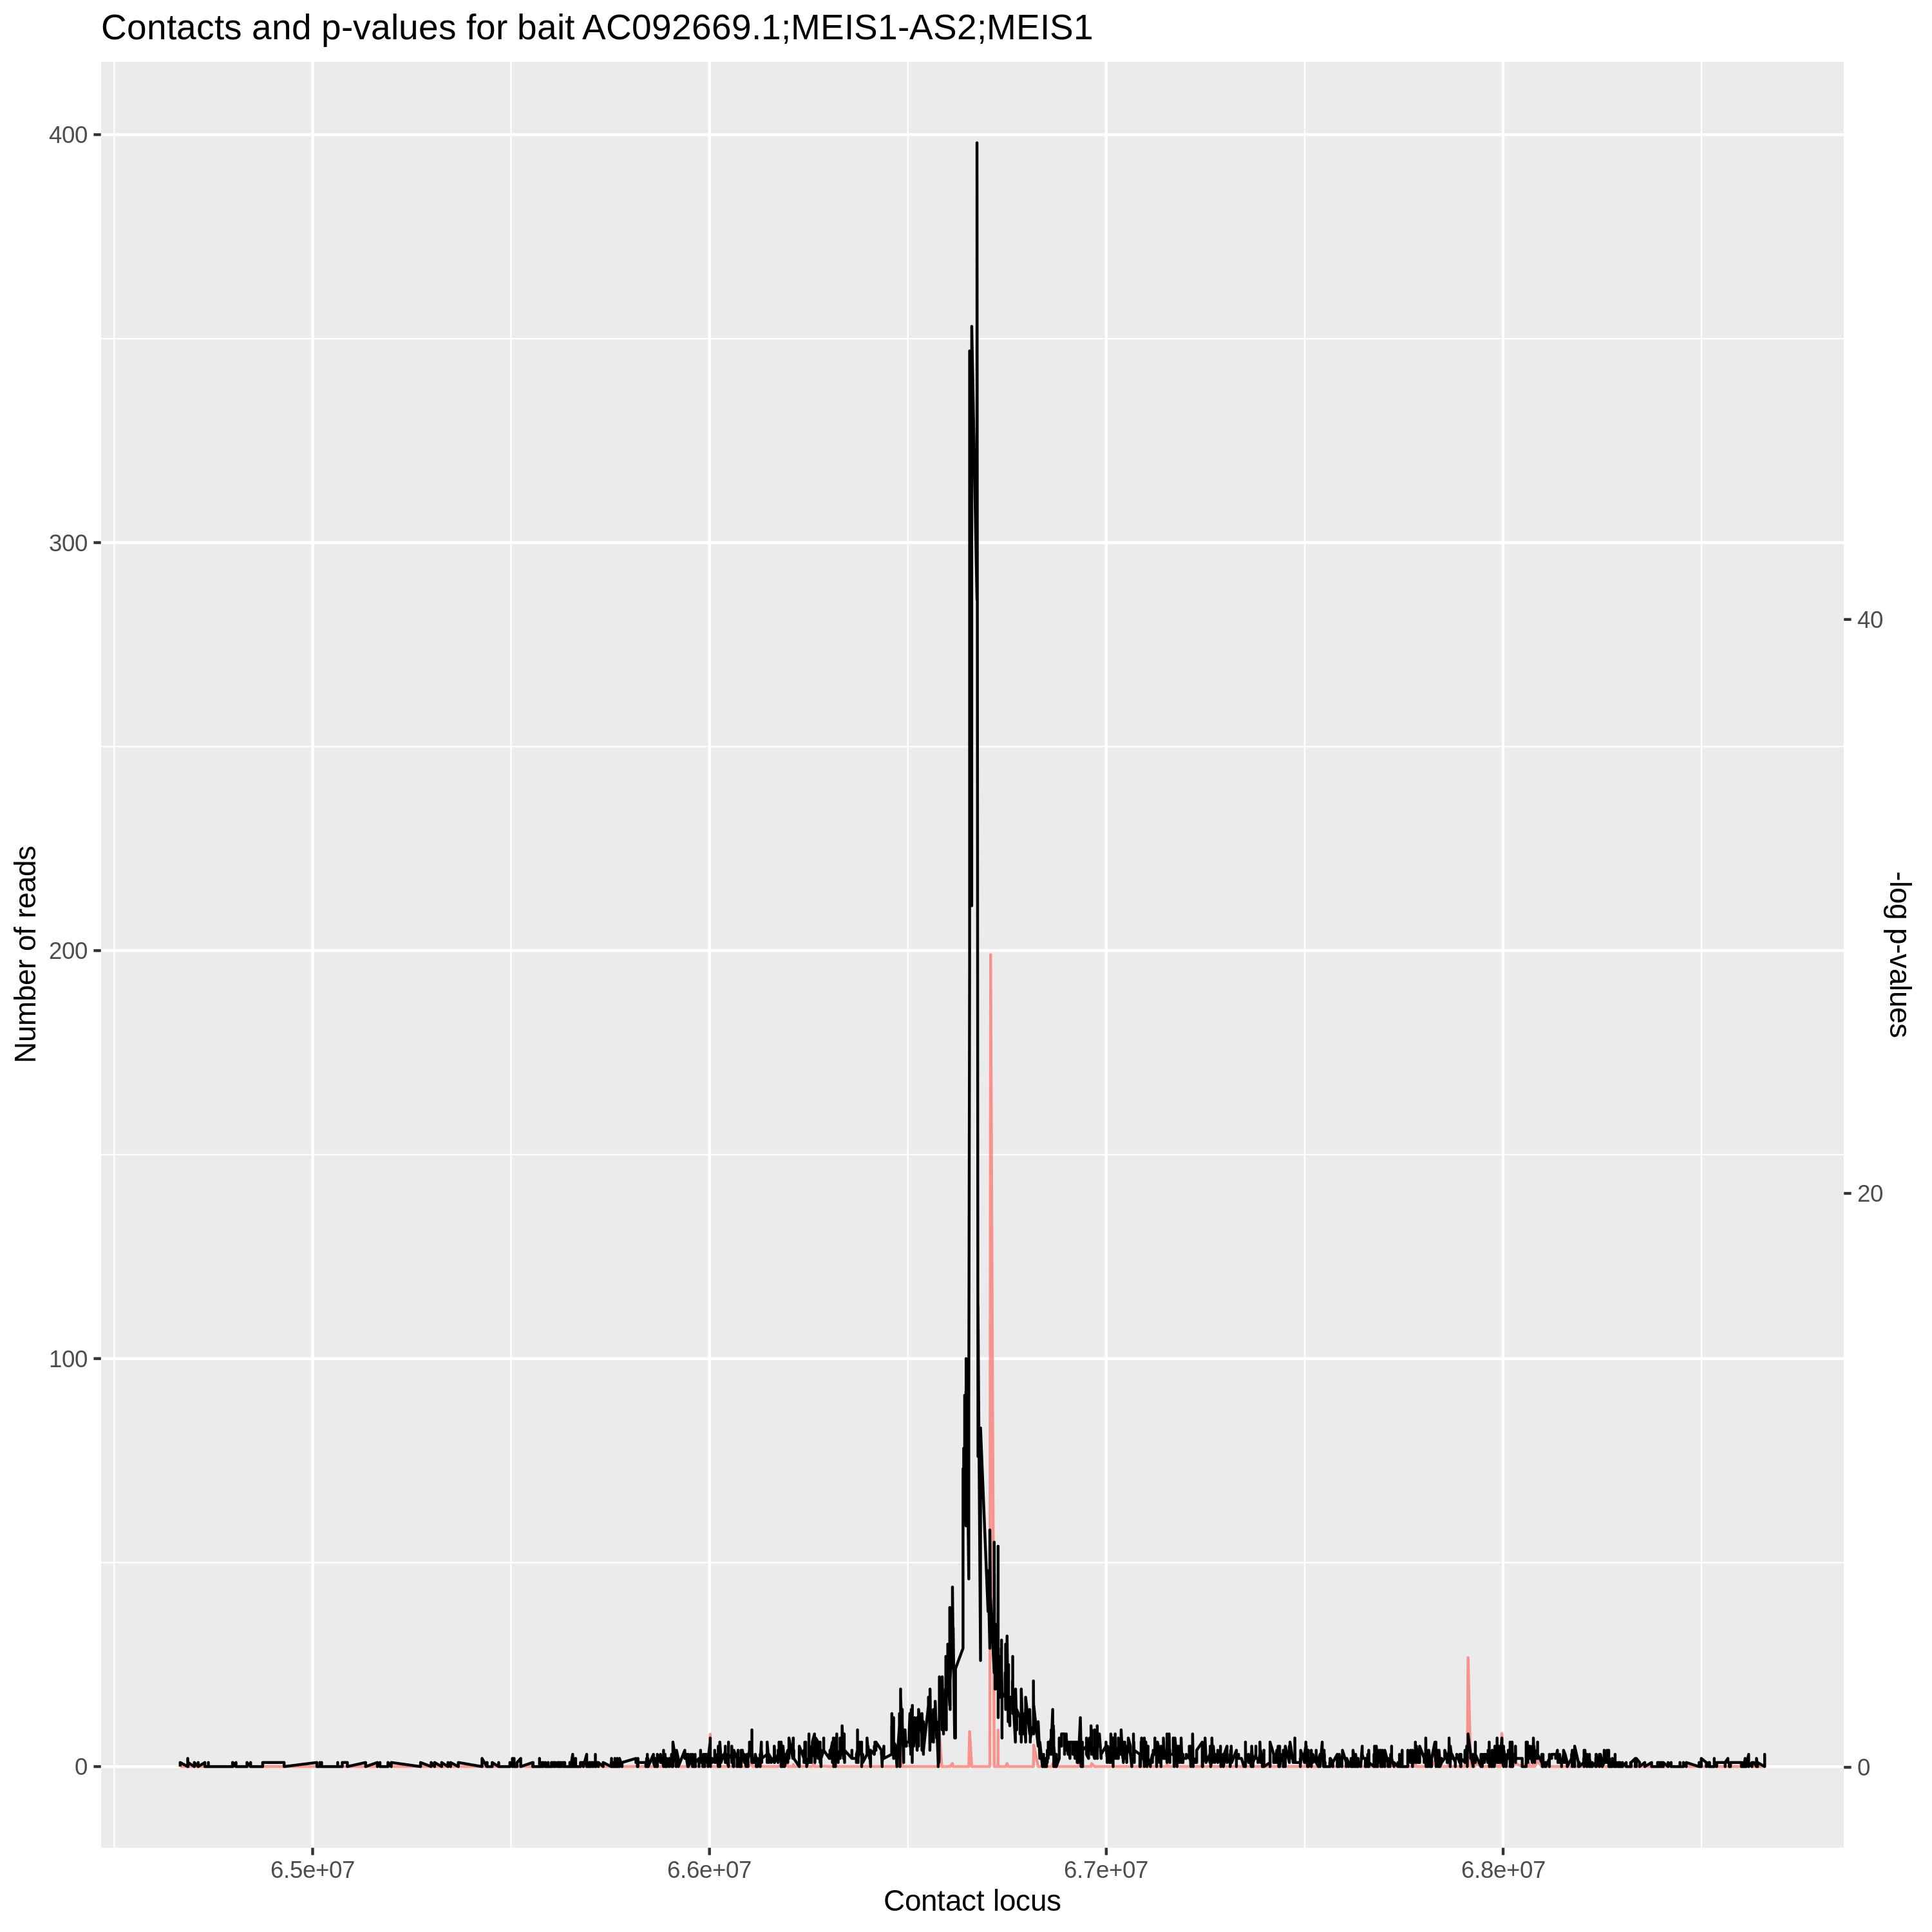 Contacts and p-values for bait AC092669.1;MEIS1-AS2;MEIS1
400
300
200
100
0
Number of reads
40
20
0
-log p-values
6.5e+07
6.6e+07
6.7e+07
6.8e+07
Contact locus